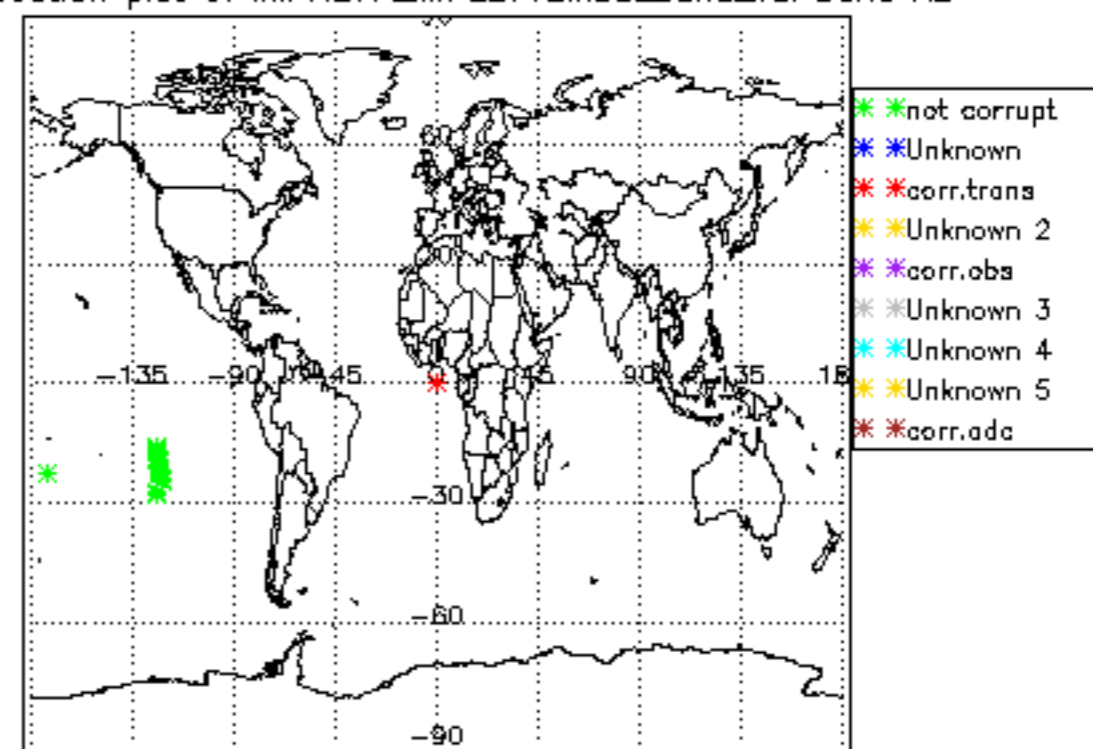 not corrupt
Unknown
corr.trans
Unknown 2
corr.obs
Unknown 3
Unknown 4
Unknown 5
corr.adc
60
-135 -90 45 90 135
-30
-60
-90